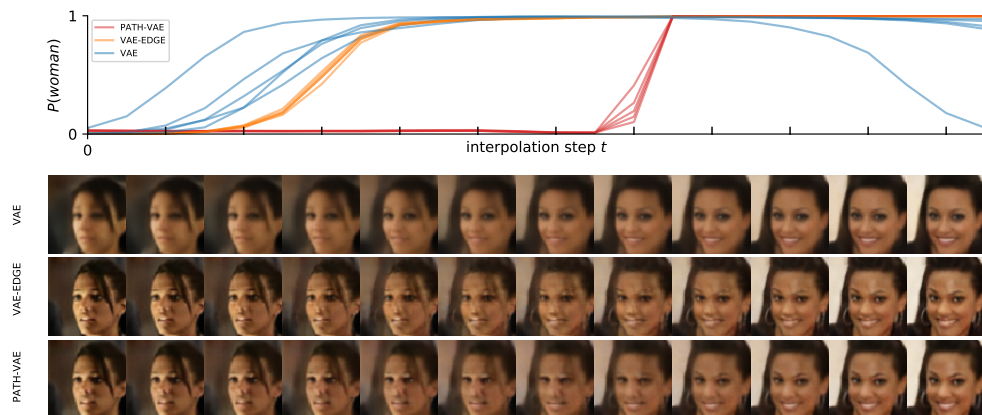 1
PATH-VAE
VAE-EDGE
VAE
P(woman)
0
0
interpolation step t
VAE
VAE-EDGE
PATH-VAE